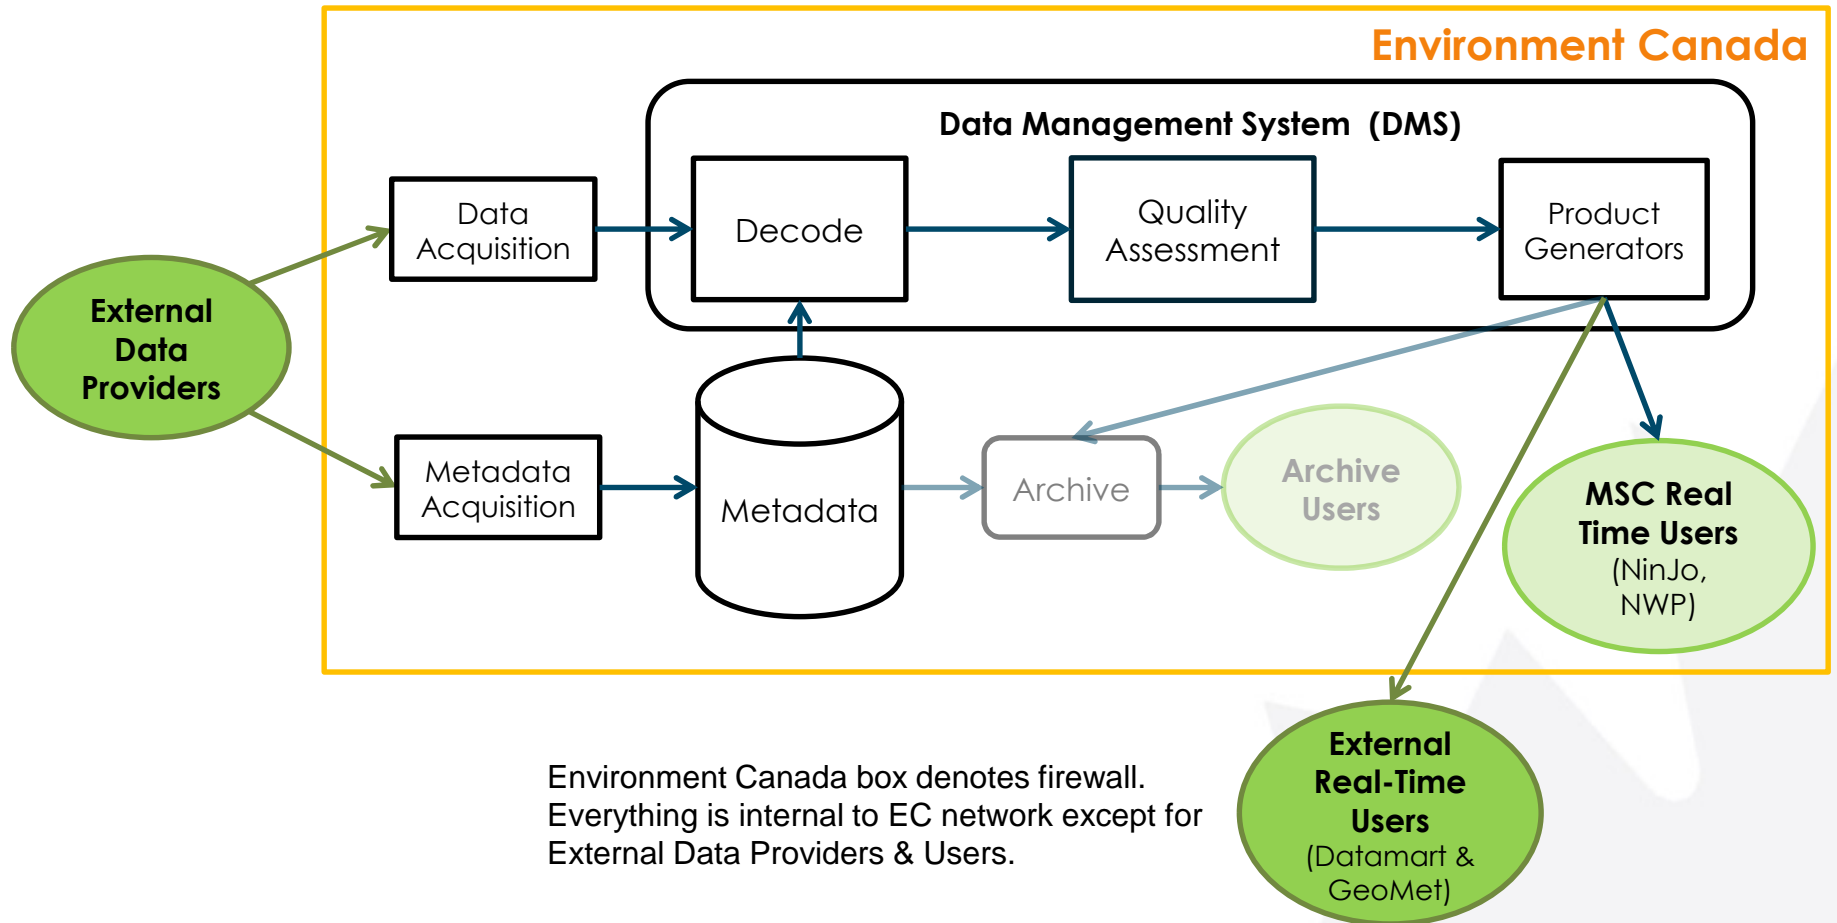 Environment Canada
Data Management System  (DMS)
Data
Acquisition
Decode
Quality
Assessment
Product
Generators
External
Data
Providers
Metadata
Acquisition
Metadata
Archive
Archive
Users
MSC Real
Time Users
(NinJo,
NWP)
External
Real-Time
Users
(Datamart &
GeoMet)
Environment Canada box denotes firewall.
Everything is internal to EC network except for
External Data Providers & Users.